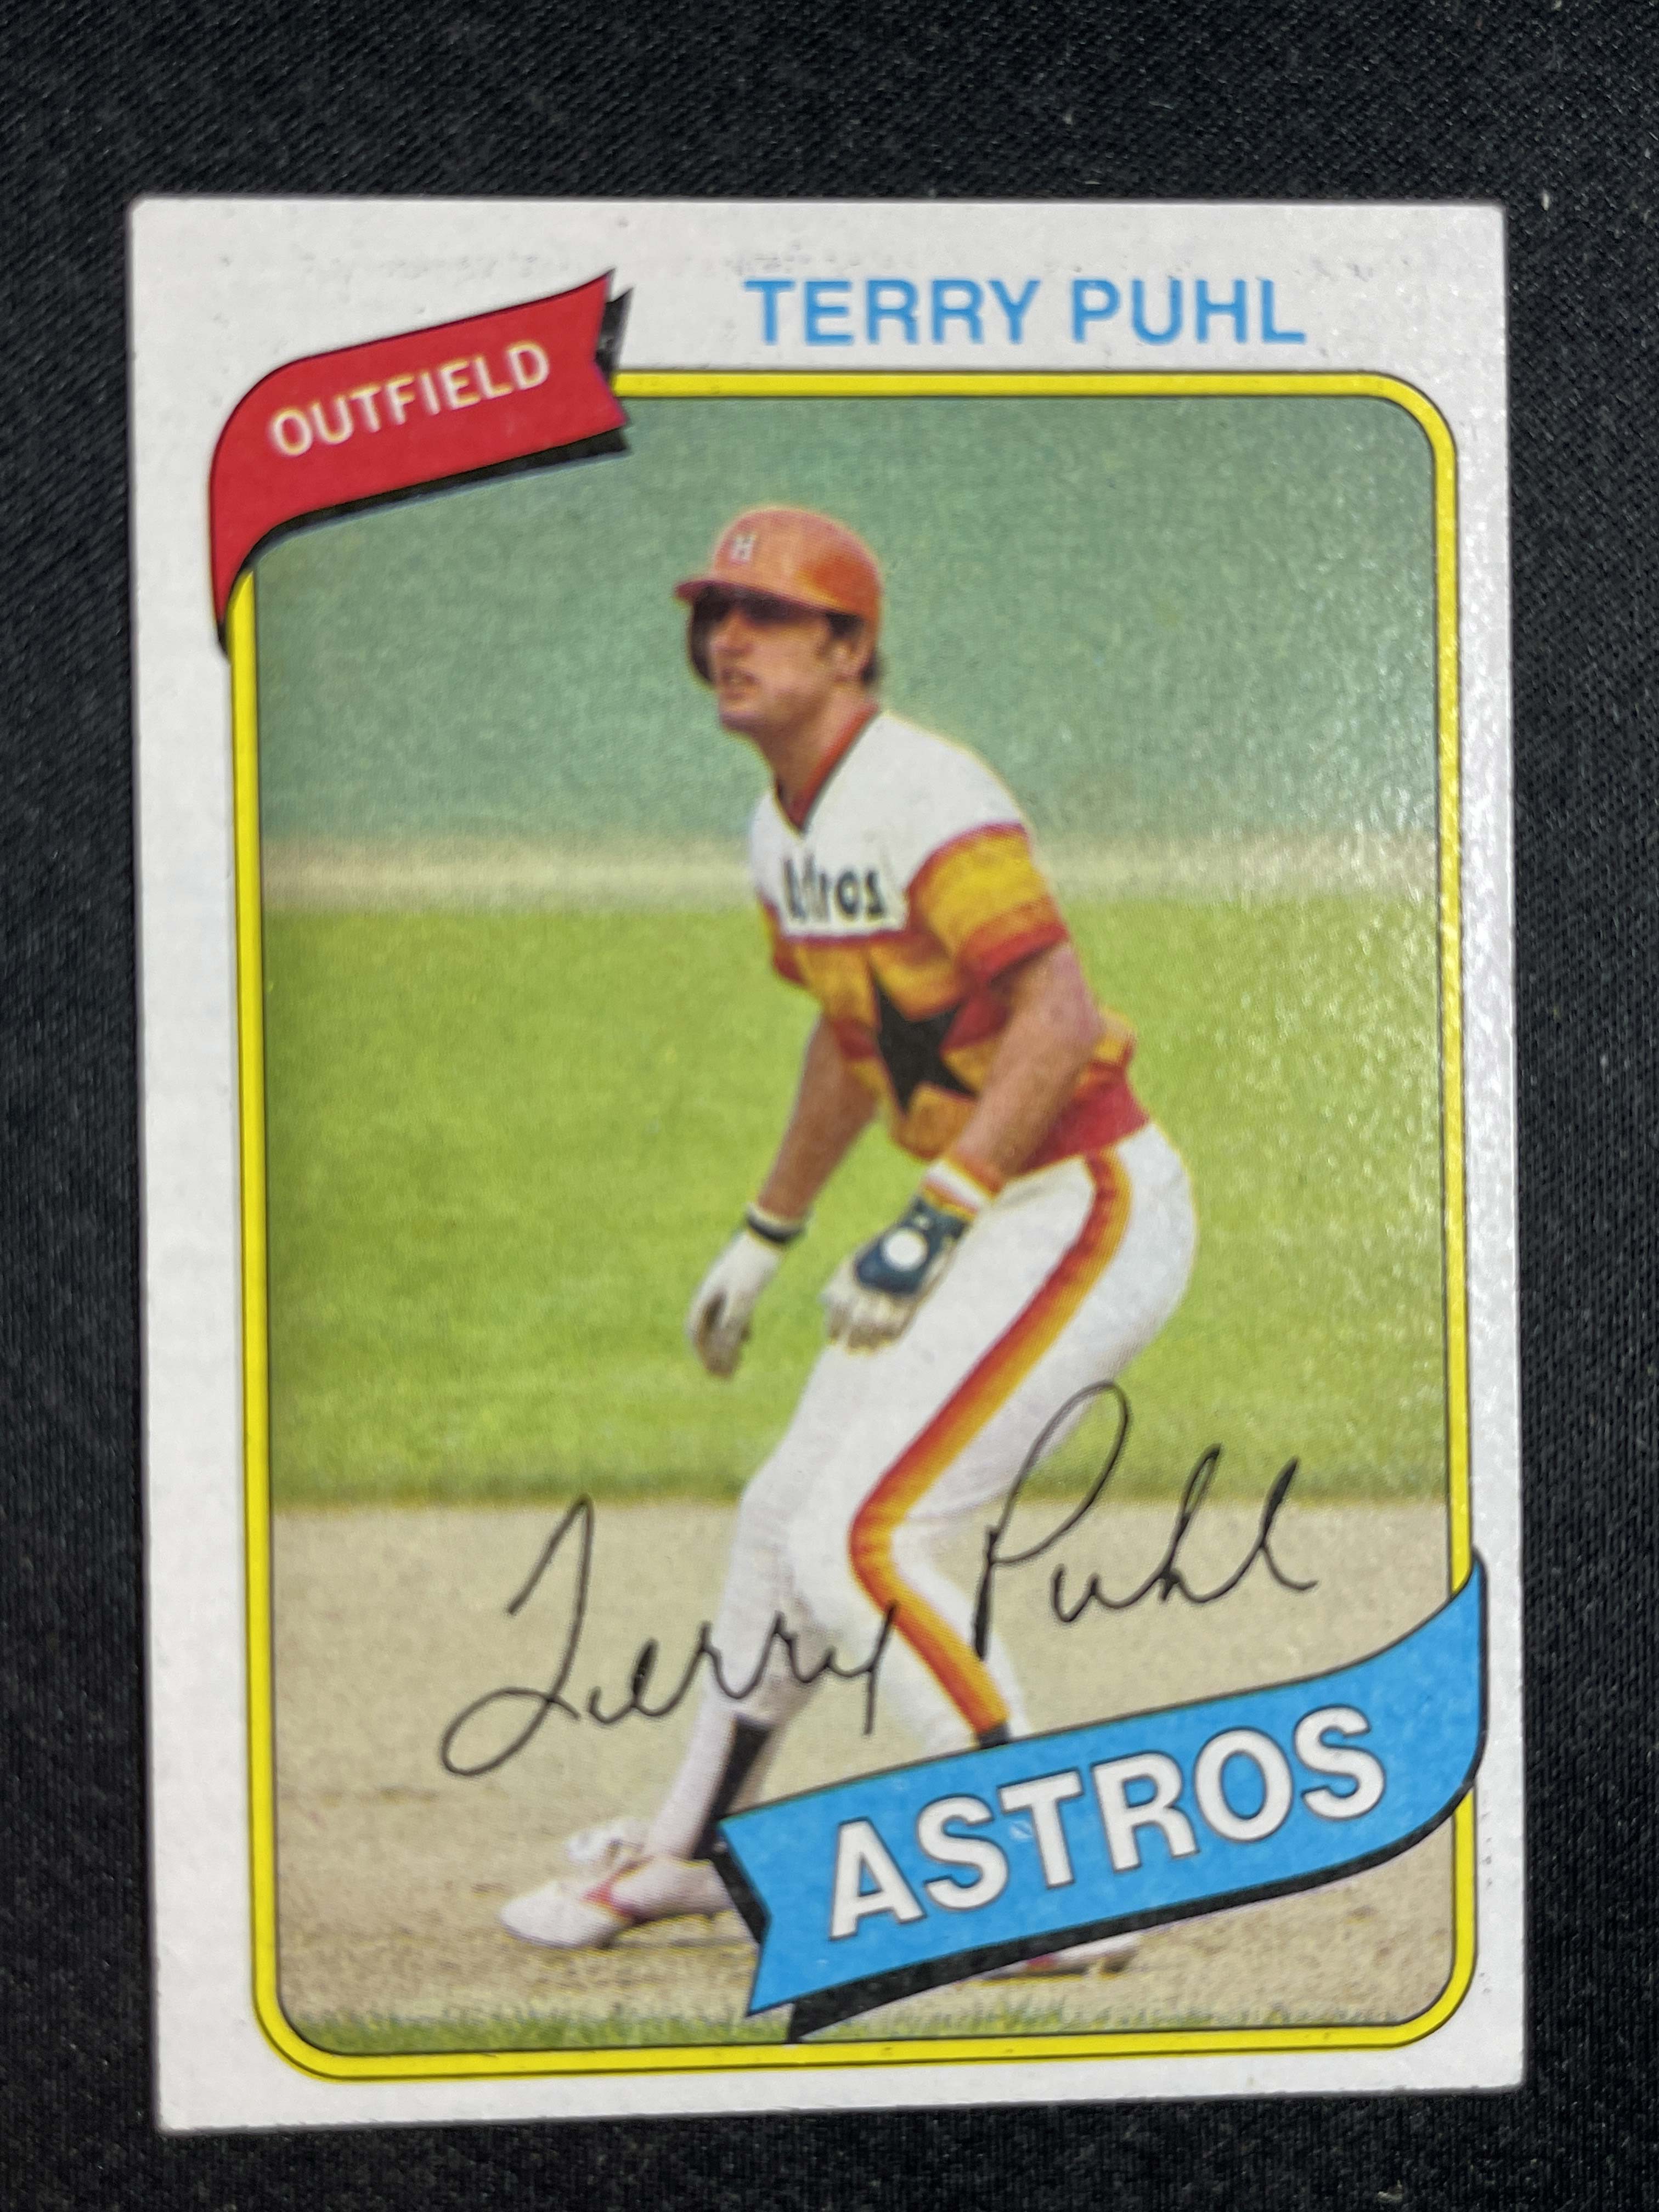 TERRY PUHL
OUTFIELD
H
Astros
Terry Puhl
ASTROS